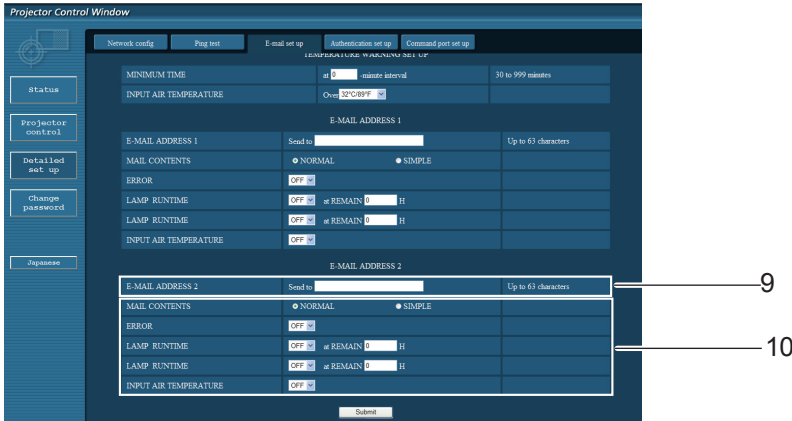 Projector Control Window
Network config Ping test E-mail set up Authentication set up Command port set up
TEMPERATURE WARNING SET UP
MINIMUM TIME at 0 -minute interval 30 to 999 minutes
INPUT AIR TEMPERATURE Over 32°C/89°F
E-MAIL ADDRESS 1
E-MAIL ADDRESS 1 Send to Up to 63 characters
MAIL CONTENTS NORMAL SIMPLE
ERROR OFF
LAMP RUNTIME OFF at REMAIN 0 H
LAMP RUNTIME OFF at REMAIN 0 H
INPUT AIR TEMPERATURE OFF
E-MAIL ADDRESS 2
E-MAIL ADDRESS 2 Send to Up to 63 characters
MAIL CONTENTS NORMAL SIMPLE
ERROR OFF
LAMP RUNTIME OFF at REMAIN 0 H
LAMP RUNTIME OFF at REMAIN 0 H
INPUT AIR TEMPERATURE OFF
Submit
Status
Projector
control
Detailed
set up
Change
password
Japanese
9
10